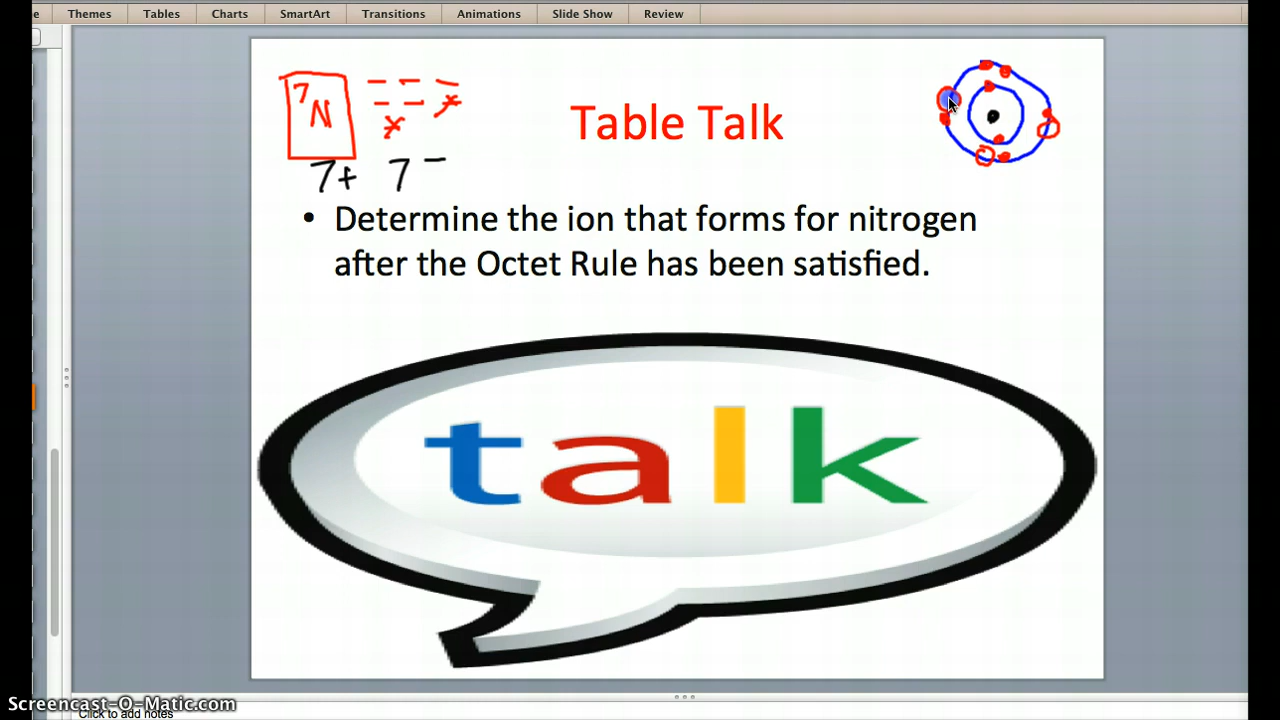 Themes Tables Charts SmartArt Transitions Animations Slide Show Review
7 N
7+ 7 –
Table Talk
• Determine the ion that forms for nitrogen
after the Octet Rule has been satisfied.
talk
Screencast-O-Matic.com
Click to add notes